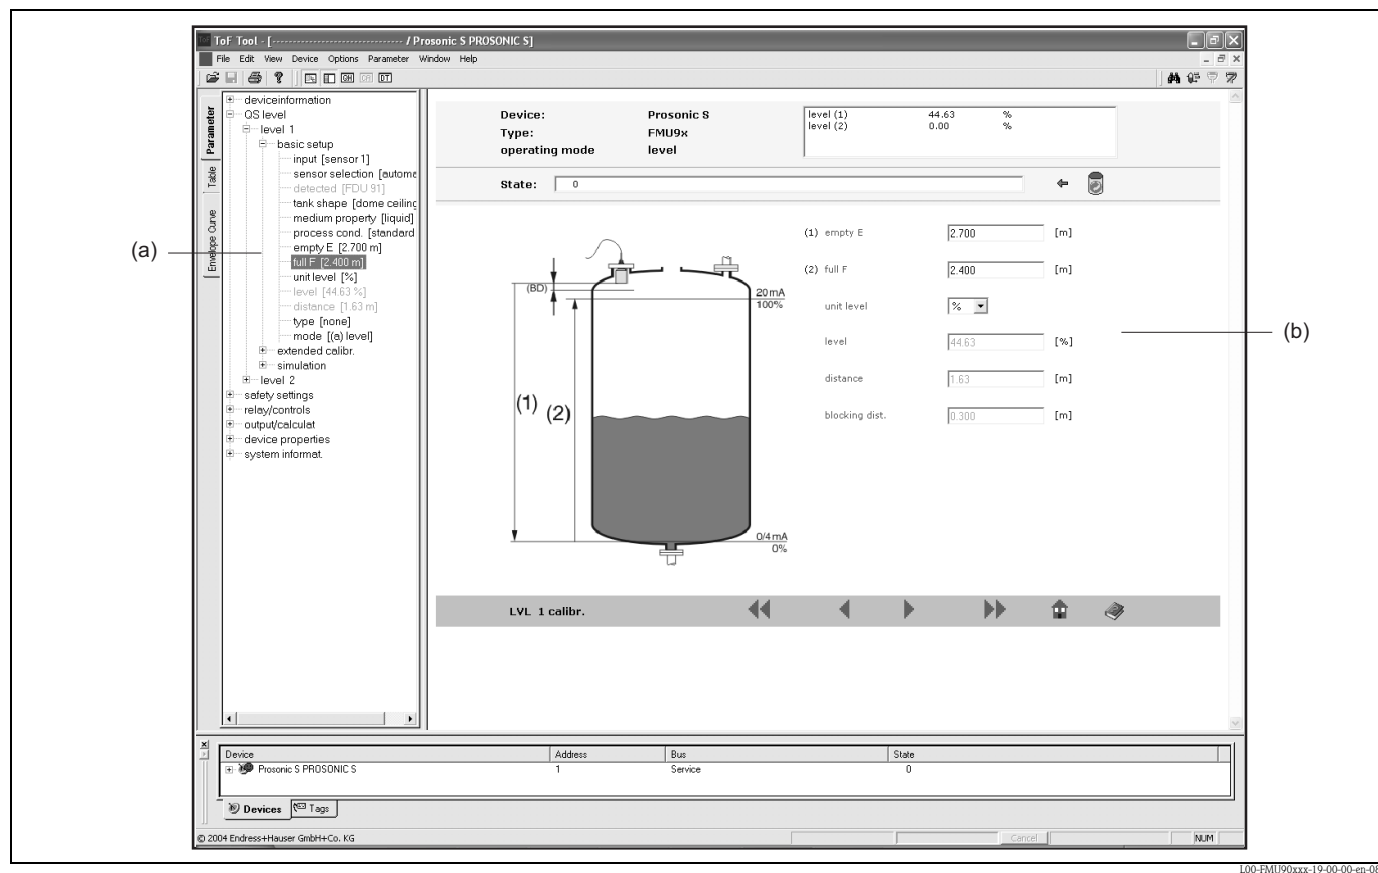 ToF Tool - [------------------------------- / Prosonic S PROSONIC S]
File Edit View Device Options Parameter Window Help
Parameter
Table
Envelope Curve
deviceinformation
QS level
level 1
basic setup
input [sensor 1]
sensor selection [automa
detected [FDU 91]
tank shape [dome ceiling
medium property [liquid]
process cond. [standard
empty E [2.700 m]
full F [2.400 m]
unit level [%]
level [44.63 %]
distance [1.63 m]
type [none]
mode [(a) level]
extended calibr.
simulation
level 2
safety settings
relay/controls
output/calculat
device properties
system informat.
(a)
Device: Prosonic S
Type: FMU9x
operating mode level
level (1) 44.63 %
level (2) 0.00 %
State: 0
(1) empty E 2.700 [m]
(2) full F 2.400 [m]
unit level %
level 44.63 [%]
distance 1.63 [m]
blocking dist. 0.300 [m]
(b)
(BD)
20 mA
100%
(1) (2)
0/4 mA
0%
LVL 1 calibr.
Device Address Bus State
Prosonic S PROSONIC S 1 Service 0
Devices Tags
© 2004 Endress+Hauser GmbH+Co. KG
Cancel
NUM
L00-FMU90xxx-19-00-00-en-08